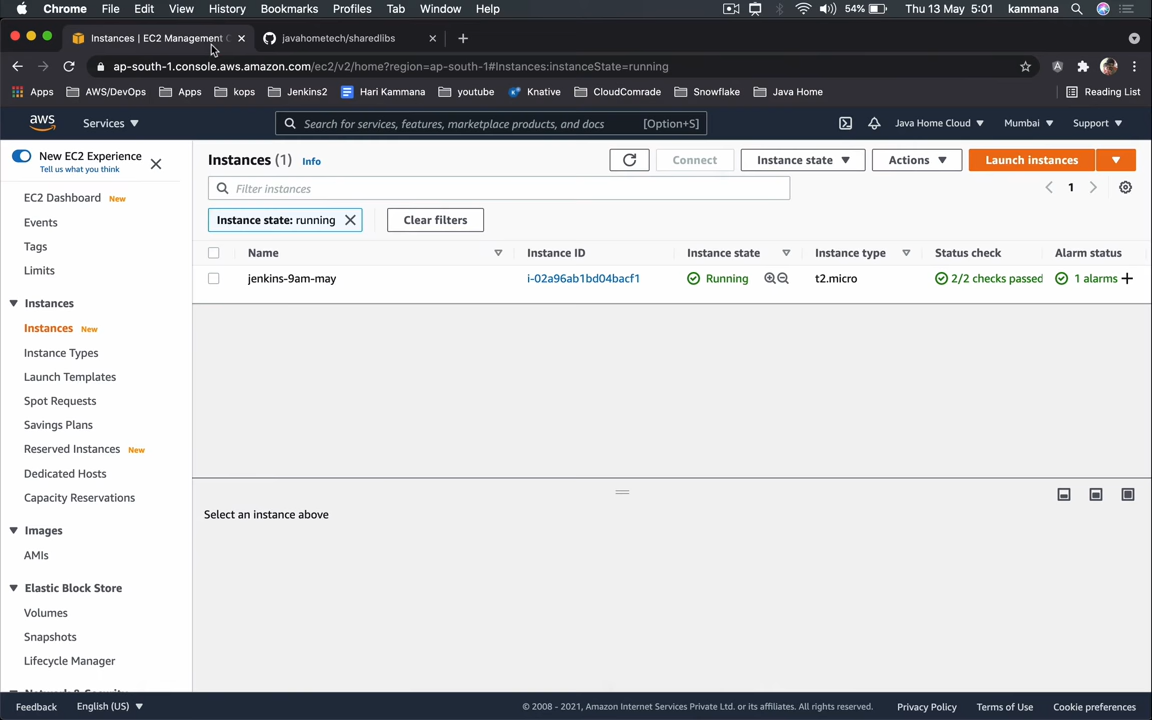 Chrome File Edit View History Bookmarks Profiles Tab Window Help 54% Thu 13 May 5:01 kammana
Instances | EC2 Management C javahometech/sharedlibs
ap-south-1.console.aws.amazon.com/ec2/v2/home?region=ap-south-1#Instances:instanceState=running
Apps AWS/DevOps Apps kops Jenkins2 Hari Kammana youtube Knative CloudComrade Snowflake Java Home Reading List
aws Services Search for services, features, marketplace products, and docs [Option+S] Java Home Cloud Mumbai Support
New EC2 Experience
Tell us what you think
EC2 Dashboard New
Events
Tags
Limits
Instances
Instances New
Instance Types
Launch Templates
Spot Requests
Savings Plans
Reserved Instances New
Dedicated Hosts
Capacity Reservations
Images
AMIs
Elastic Block Store
Volumes
Snapshots
Lifecycle Manager
Instances (1) Info Connect Instance state Actions Launch instances
Filter instances 1
Instance state: running Clear filters
Name Instance ID Instance state Instance type Status check Alarm status
jenkins-9am-may i-02a96ab1bd04bacf1 Running t2.micro 2/2 checks passed 1 alarms
Select an instance above
Feedback English (US) © 2008 - 2021, Amazon Internet Services Private Ltd. or its affiliates. All rights reserved. Privacy Policy Terms of Use Cookie preferences